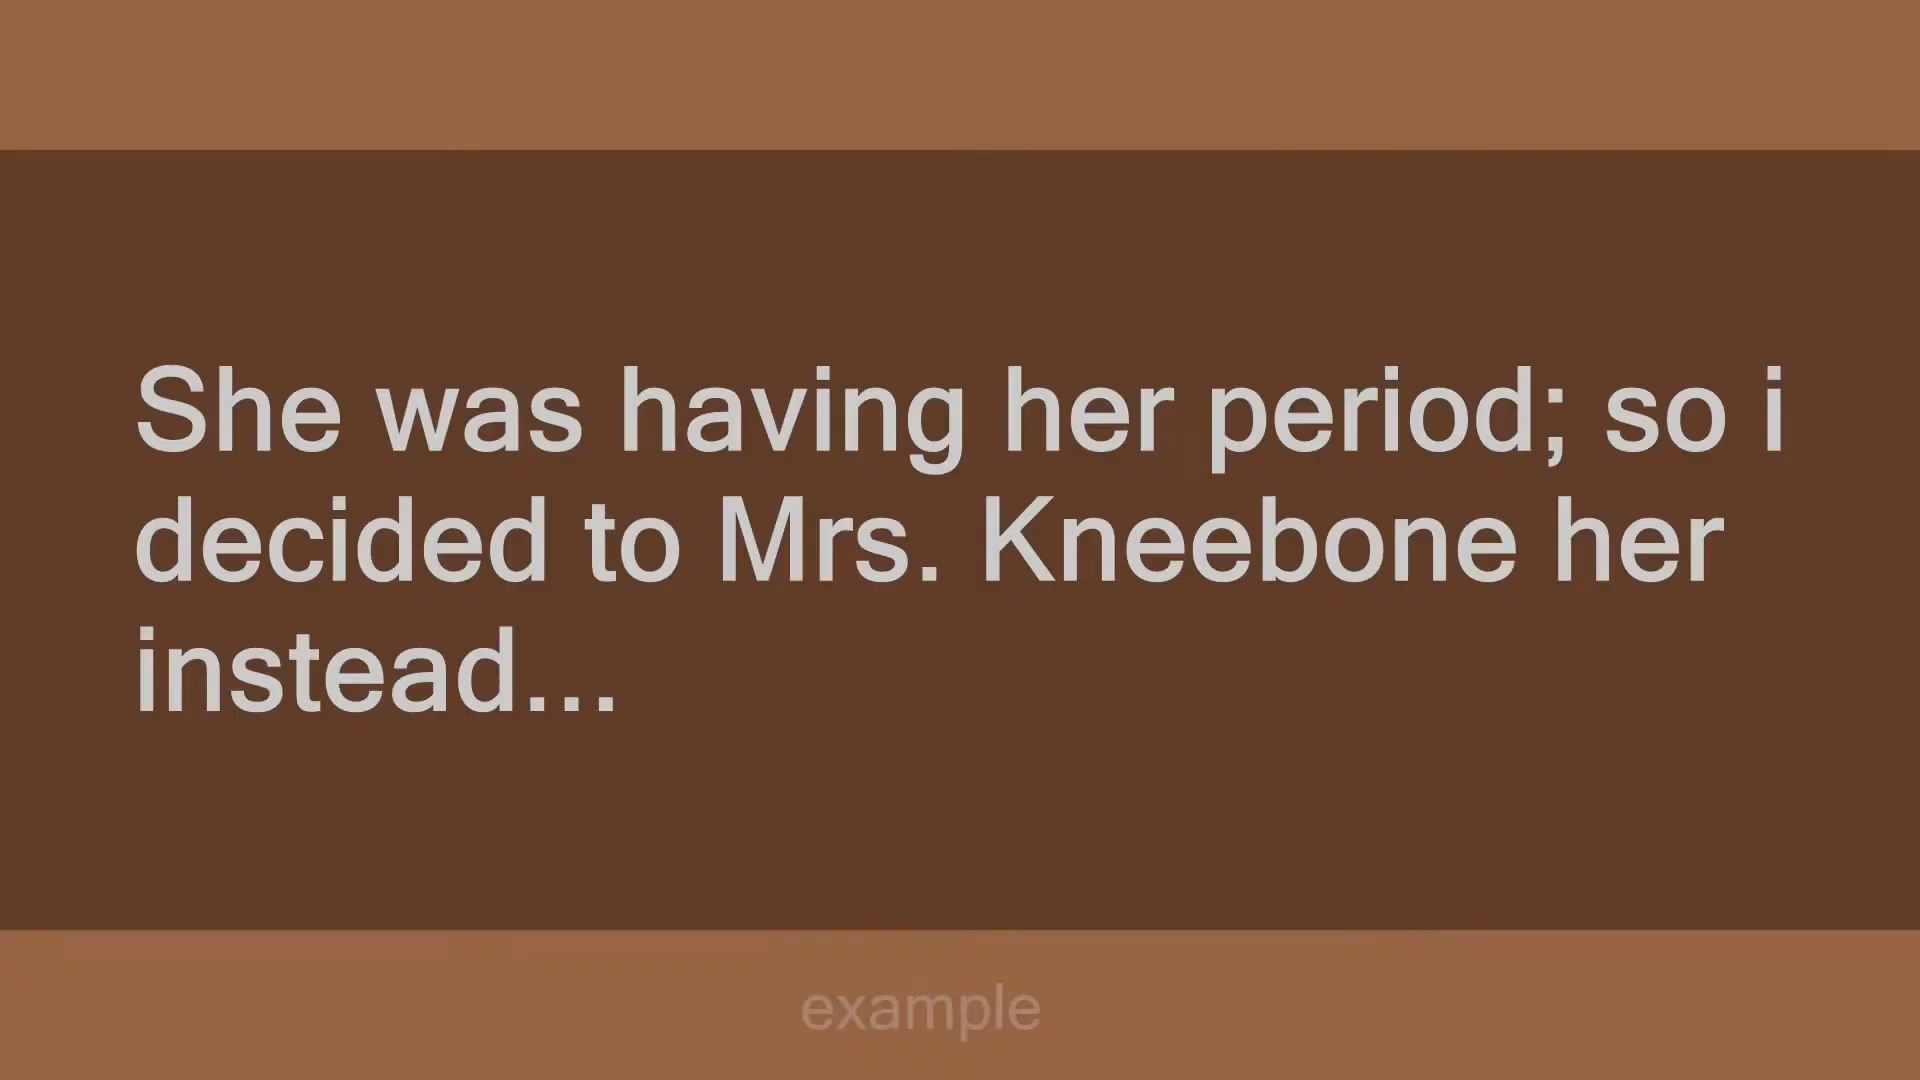 She was having her period; so i
decided to Mrs. Kneebone her
instead...
example